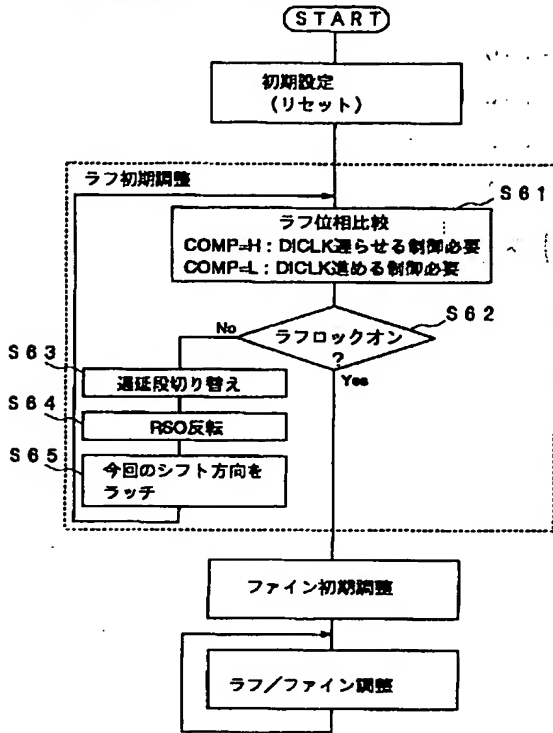 START
初期設定
(リセット)
ラフ初期調整
S61
ラフ位相比較
COMP=H:DICLK遅らせる制御必要
COMP=L:DICLK進める制御必要
S62
No
ラフロックオン
?
Yes
S63
遅延段切り替え
S64
RSO反転
S65
今回のシフト方向を
ラッチ
ファイン初期調整
ラフ/ファイン調整